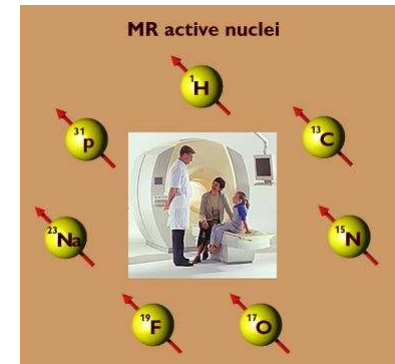 MR active nuclei
¹H
³¹P
¹³C
²³Na
¹⁵N
¹⁹F
¹⁷O